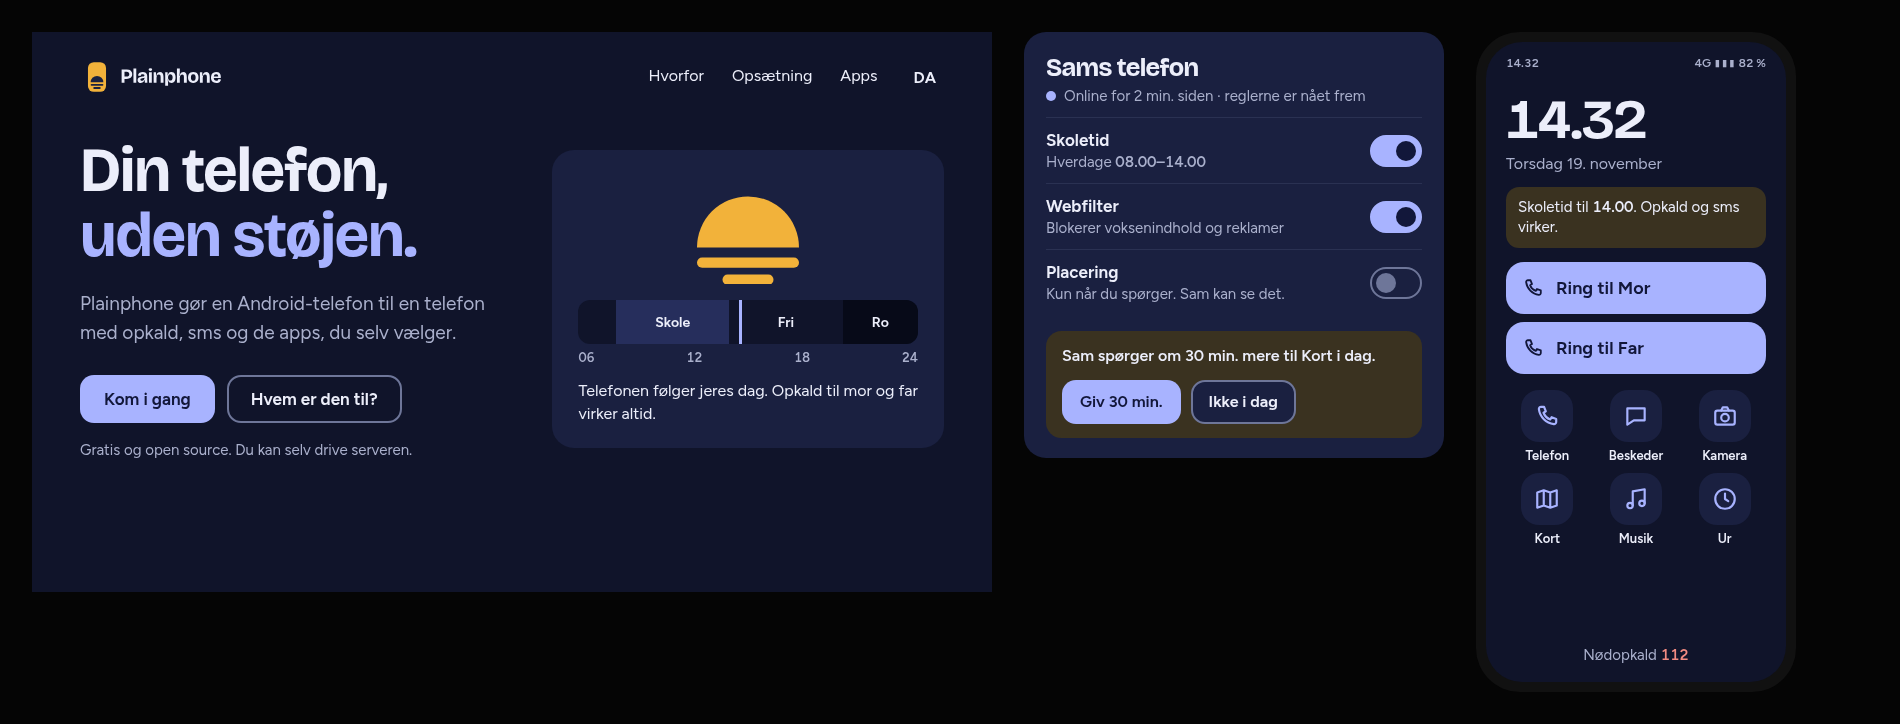 Plainphone
Hvorfor Opsætning Apps DA
Din telefon,
uden støjen.
Plainphone gør en Android-telefon til en telefon
med opkald, sms og de apps, du selv vælger.
Kom i gang
Hvem er den til?
Gratis og open source. Du kan selv drive serveren.
Skole Fri Ro
06 12 18 24
Telefonen følger jeres dag. Opkald til mor og far
virker altid.
Sams telefon
Online for 2 min. siden · reglerne er nået frem
Skoletid
Hverdage 08.00–14.00
Webfilter
Blokerer voksenindhold og reklamer
Placering
Kun når du spørger. Sam kan se det.
Sam spørger om 30 min. mere til Kort i dag.
Giv 30 min.
Ikke i dag
14.32 4G 82 %
14.32
Torsdag 19. november
Skoletid til 14.00. Opkald og sms
virker.
Ring til Mor
Ring til Far
Telefon Beskeder Kamera
Kort Musik Ur
Nødopkald 112